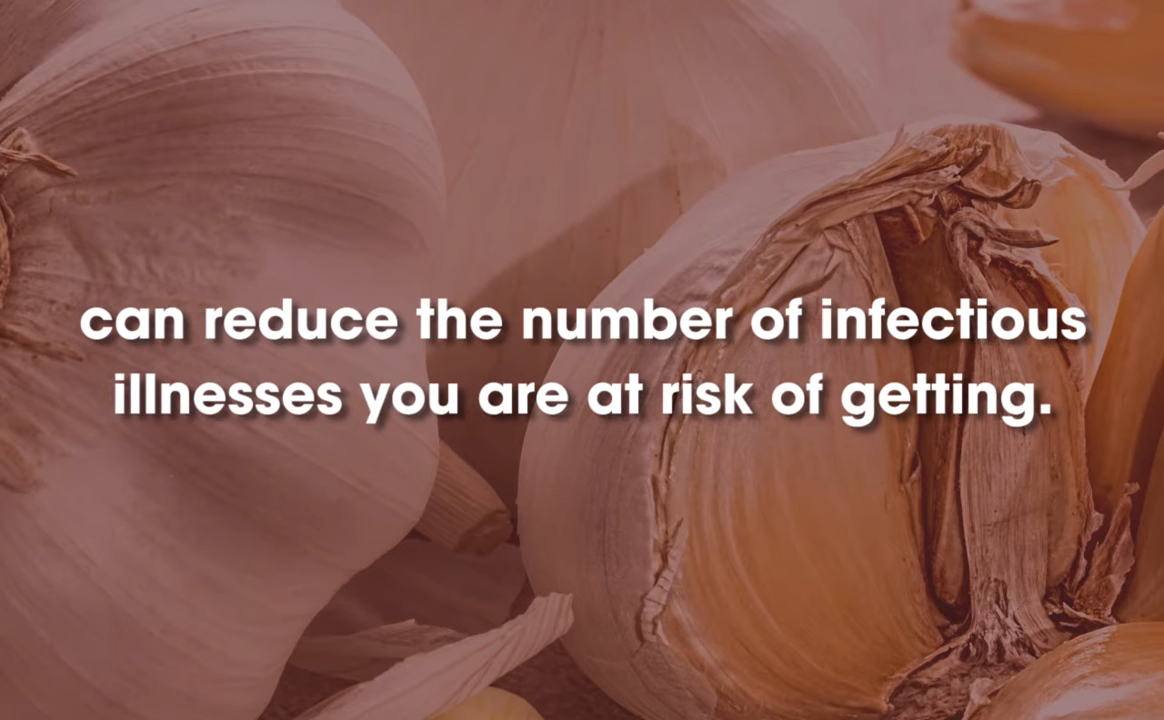 can reduce the number of infectious
illnesses you are at risk of getting.